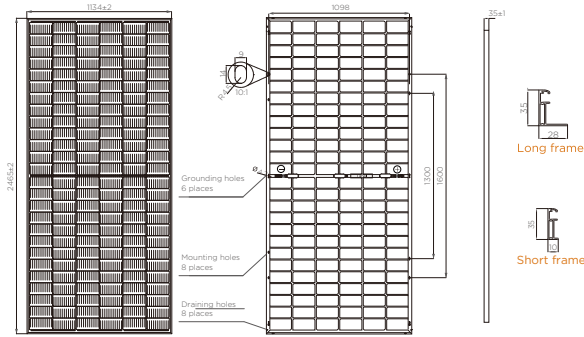 1134±2
1098
35±1
9
14
R4.5
10:1
2465±2
Grounding holes
6 places
Mounting holes
8 places
Draining holes
8 places
1300
1600
35
28
Long frame
35
10
Short frame